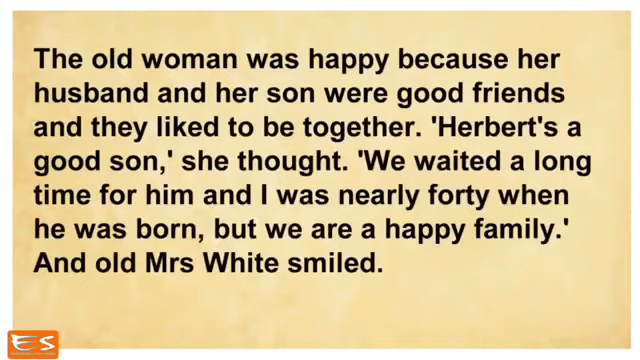 The old woman was happy because her
husband and her son were good friends
and they liked to be together. 'Herbert's a
good son,' she thought. 'We waited a long
time for him and I was nearly forty when
he was born, but we are a happy family.'
And old Mrs White smiled.
ES